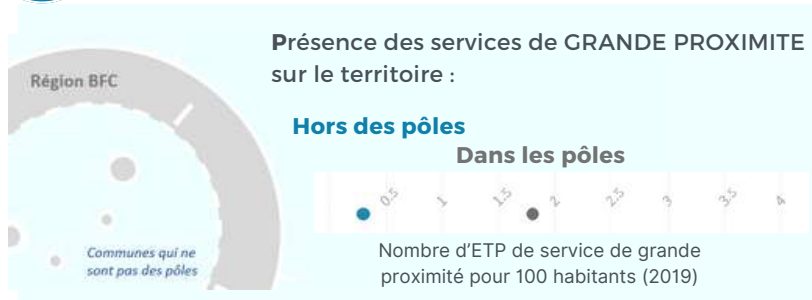 Présence des services de GRANDE PROXIMITE
sur le territoire :
Région BFC
Hors des pôles
Dans les pôles
0.5 1 1.5 2 2.5 3 3.5 4
Communes qui ne
sont pas des pôles
Nombre d’ETP de service de grande
proximité pour 100 habitants (2019)